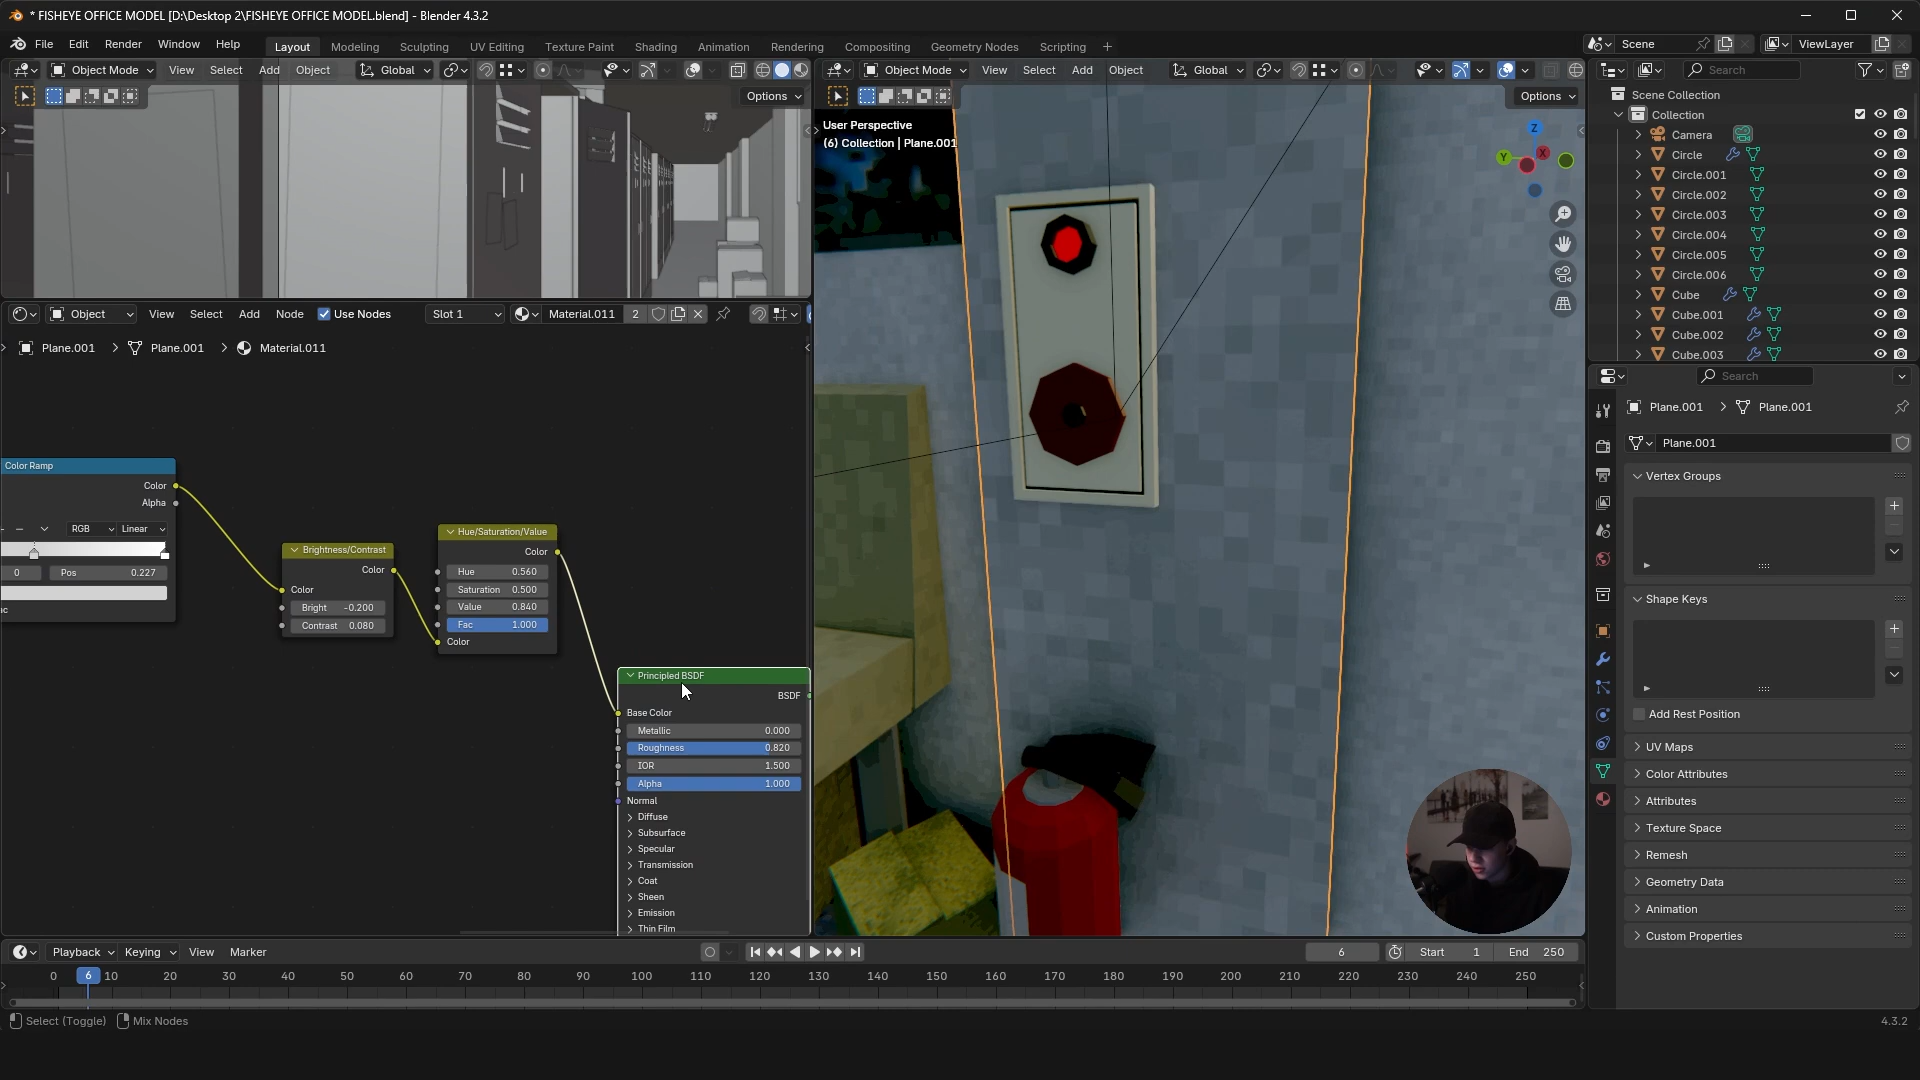 * FISHEYE OFFICE MODEL [D:\Desktop 2\FISHEYE OFFICE MODEL.blend] - Blender 4.3.2
File Edit Render Window Help Layout Modeling Sculpting UV Editing Texture Paint Shading Animation Rendering Compositing Geometry Nodes Scripting + Scene ViewLayer
Object Mode View Select Add Object Global
Options
Object Mode View Select Add Object Global
Options
User Perspective
(6) Collection | Plane.001
Z
Y
X
Search
Scene Collection
Collection
Camera
Circle
Circle.001
Circle.002
Circle.003
Circle.004
Circle.005
Circle.006
Cube
Cube.001
Cube.002
Cube.003
Object View Select Add Node Use Nodes Slot 1 Material.011 2
Plane.001 > Plane.001 > Material.011
Color Ramp
Color
Alpha
RGB Linear
0 Pos 0.227
Brightness/Contrast
Color
Color
Bright -0.200
Contrast 0.080
Hue/Saturation/Value
Color
Hue 0.560
Saturation 0.500
Value 0.840
Fac 1.000
Color
Principled BSDF
BSDF
Base Color
Metallic 0.000
Roughness 0.820
IOR 1.500
Alpha 1.000
Normal
Diffuse
Subsurface
Specular
Transmission
Coat
Sheen
Emission
Thin Film
Search
Plane.001 > Plane.001
Plane.001
Vertex Groups
Shape Keys
Add Rest Position
UV Maps
Color Attributes
Attributes
Texture Space
Remesh
Geometry Data
Animation
Custom Properties
Playback Keying View Marker 6 Start 1 End 250
0 6 10 20 30 40 50 60 70 80 90 100 110 120 130 140 150 160 170 180 190 200 210 220 230 240 250
Select (Toggle) Mix Nodes 4.3.2